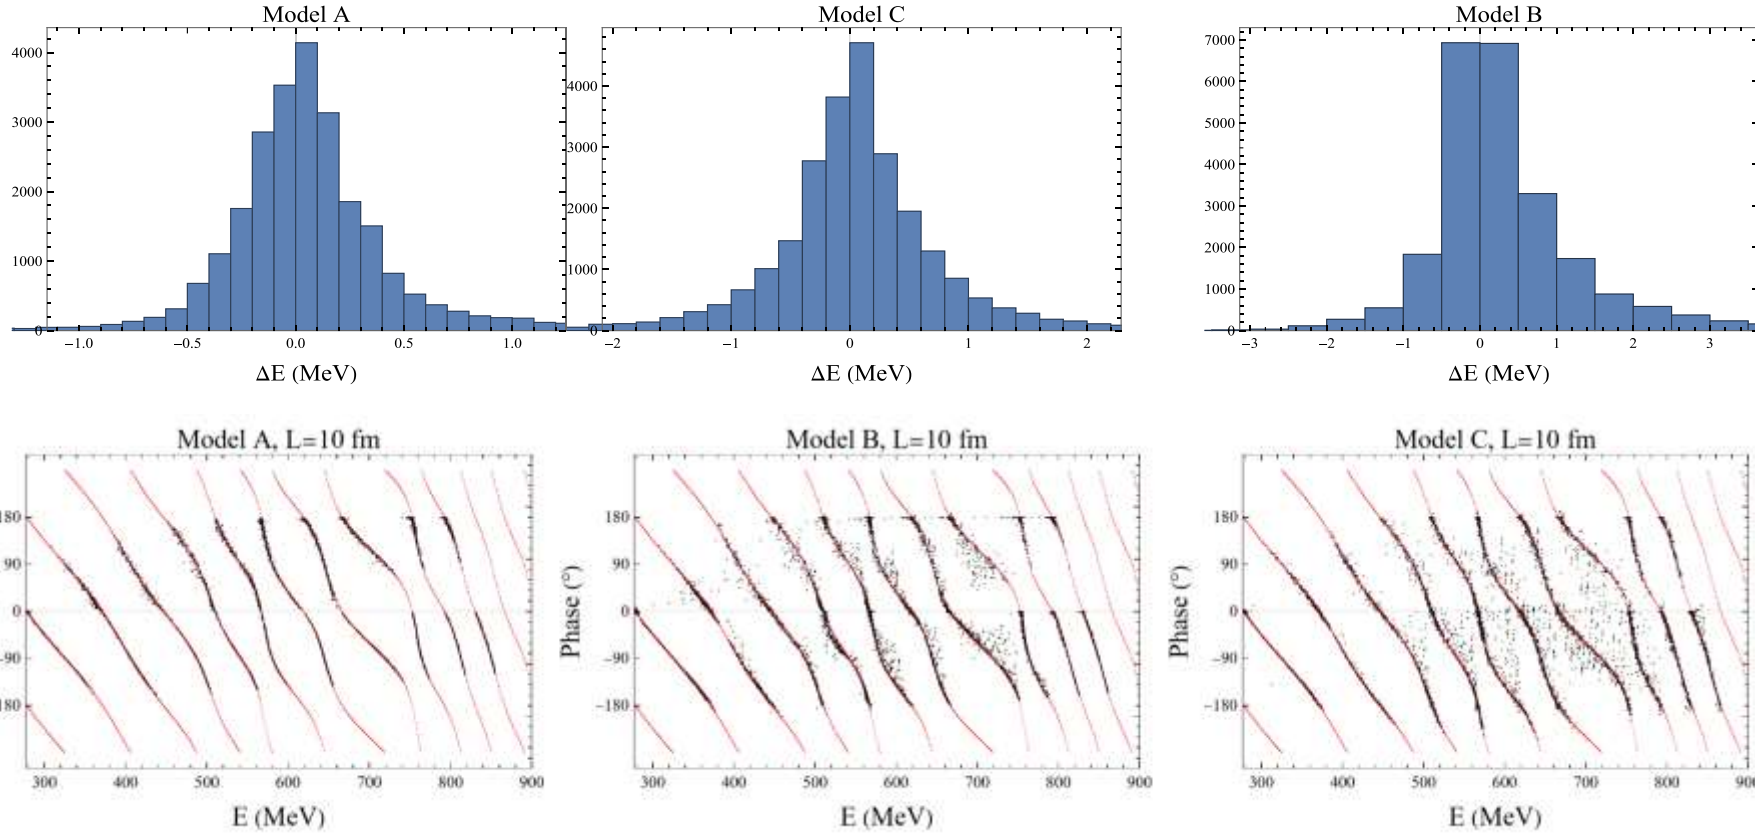 Model A
4000
3000
2000
1000
0
−1.0 −0.5 0.0 0.5 1.0
ΔE (MeV)
Model C
4000
3000
2000
1000
0
−2 −1 0 1 2
ΔE (MeV)
Model B
7000
6000
5000
4000
3000
2000
1000
0
−3 −2 −1 0 1 2 3
ΔE (MeV)
Model A, L=10 fm
180
90
0
-90
-180
300 400 500 600 700 800 900
E (MeV)
Model B, L=10 fm
Phase (°)
180
90
0
-90
-180
300 400 500 600 700 800 900
E (MeV)
Model C, L=10 fm
Phase (°)
180
90
0
-90
-180
300 400 500 600 700 800 900
E (MeV)